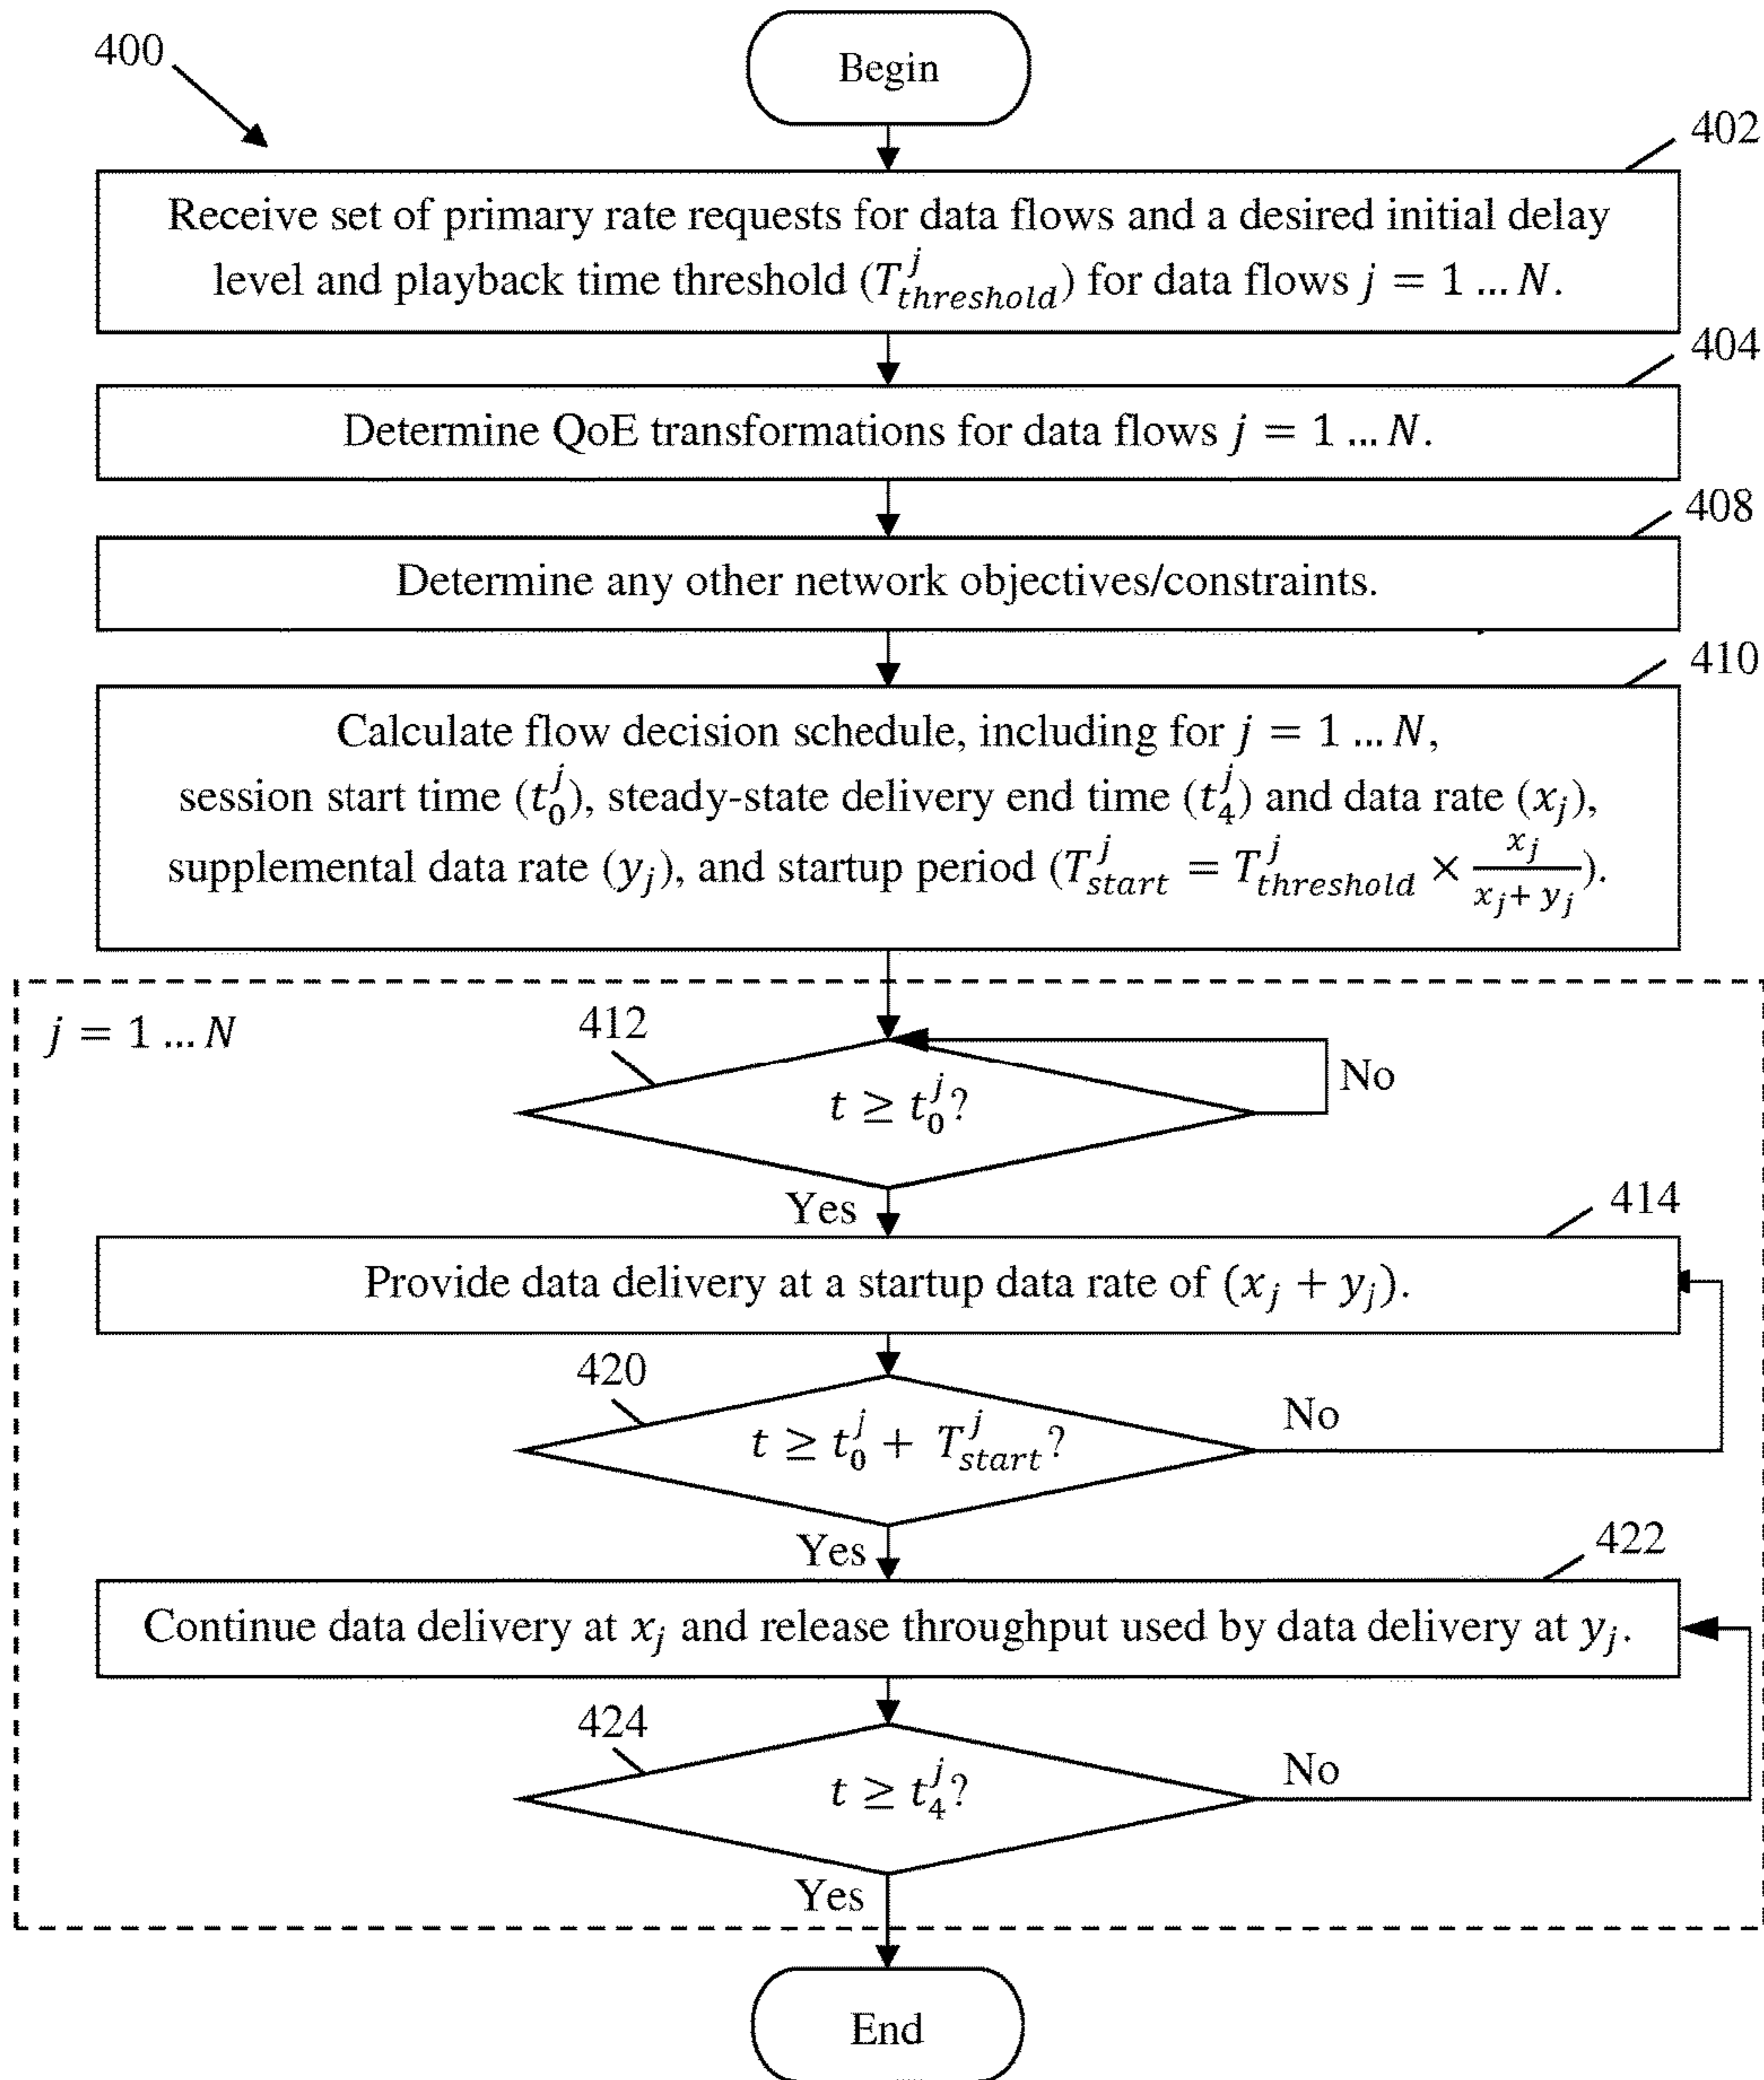 400
Begin
402
Receive set of primary rate requests for data flows and a desired initial delay
level and playback time threshold (T^j_threshold) for data flows j = 1 ... N.
404
Determine QoE transformations for data flows j = 1 ... N.
408
Determine any other network objectives/constraints.
410
Calculate flow decision schedule, including for j = 1 ... N,
session start time (t^j_0), steady-state delivery end time (t^j_4) and data rate (x_j),
supplemental data rate (y_j), and startup period (T^j_start = T^j_threshold × x_j/(x_j + y_j)).
j = 1 ... N
412
t ≥ t^j_0?
No
Yes
414
Provide data delivery at a startup data rate of (x_j + y_j).
420
t ≥ t^j_0 + T^j_start?
No
Yes
422
Continue data delivery at x_j and release throughput used by data delivery at y_j.
424
t ≥ t^j_4?
No
Yes
End